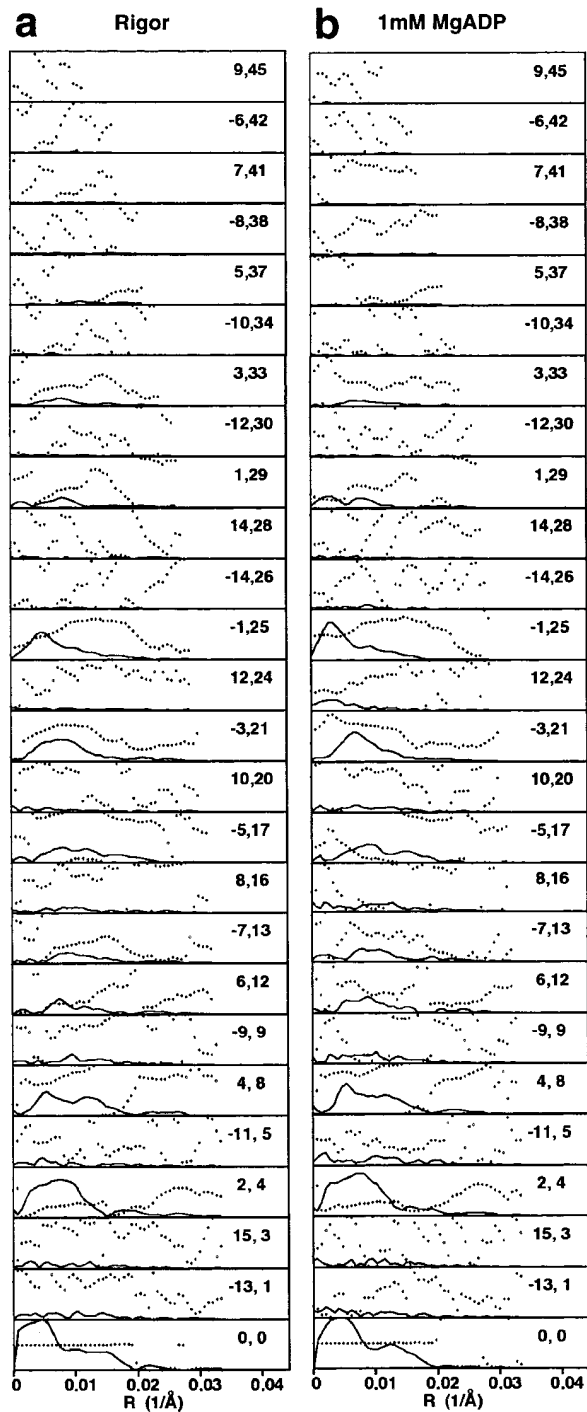 a Rigor
b 1mM MgADP
9,45 9,45
-6,42 -6,42
7,41 7,41
-8,38 -8,38
5,37 5,37
-10,34 -10,34
3,33 3,33
-12,30 -12,30
1,29 1,29
14,28 14,28
-14,26 -14,26
-1,25 -1,25
12,24 12,24
-3,21 -3,21
10,20 10,20
-5,17 -5,17
8,16 8,16
-7,13 -7,13
6,12 6,12
-9, 9 -9, 9
4, 8 4, 8
-11, 5 -11, 5
2, 4 2, 4
15, 3 15, 3
-13, 1 -13, 1
0, 0 0, 0
0 0.01 0.02 0.03 0.04 0 0.01 0.02 0.03 0.04
R (1/Å) R (1/Å)